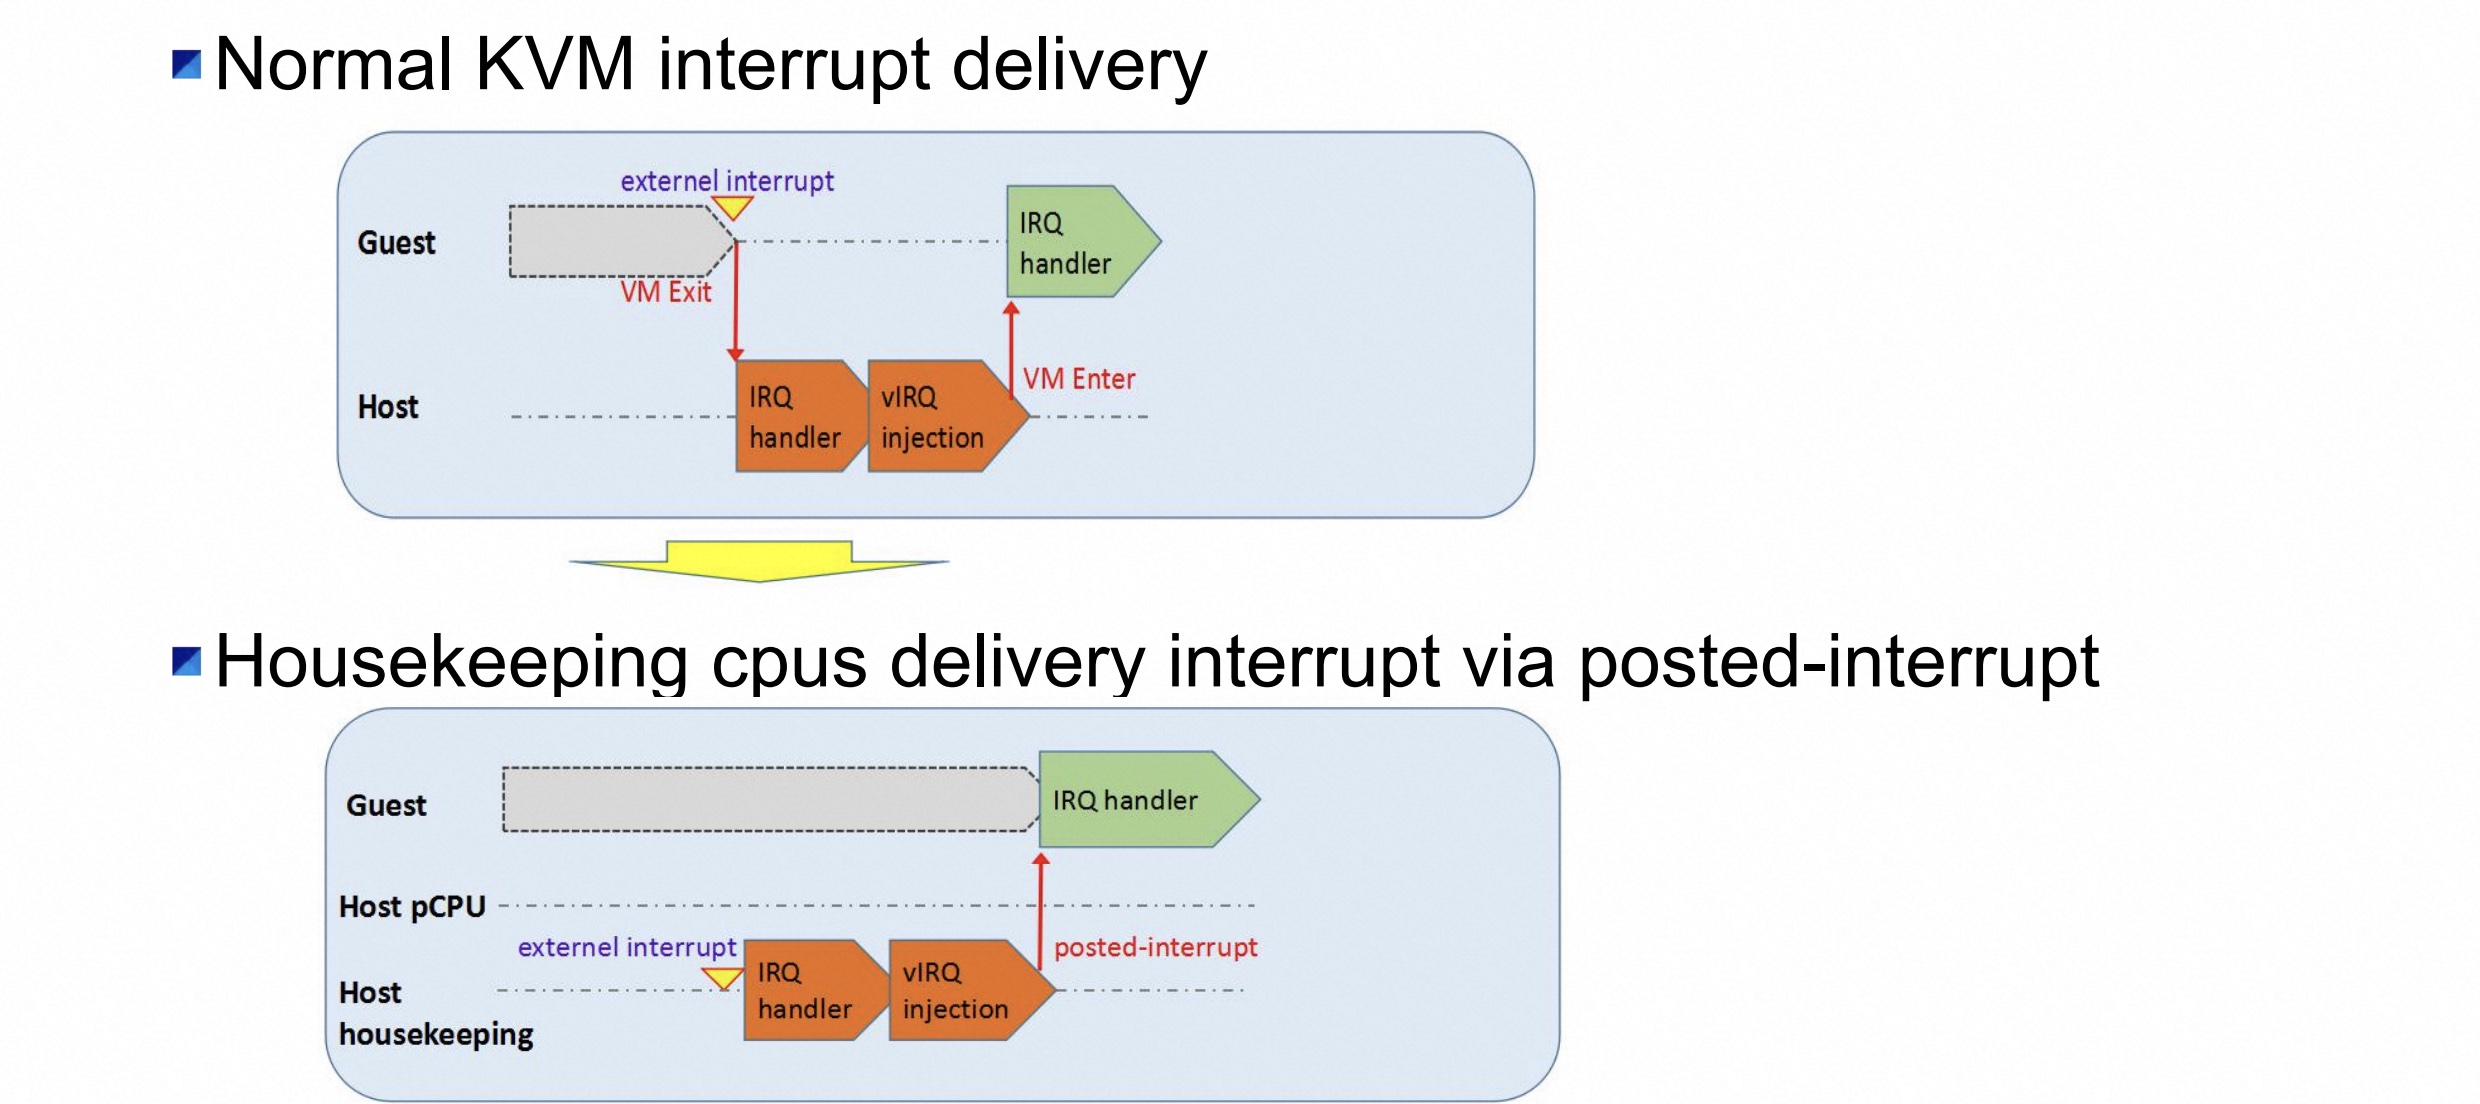 Normal KVM interrupt delivery
externel interrupt
Guest
IRQ
handler
VM Exit
Host
IRQ
handler
vIRQ
injection
VM Enter
Housekeeping cpus delivery interrupt via posted-interrupt
Guest
IRQ handler
Host pCPU
externel interrupt
posted-interrupt
IRQ
handler
vIRQ
injection
Host
housekeeping